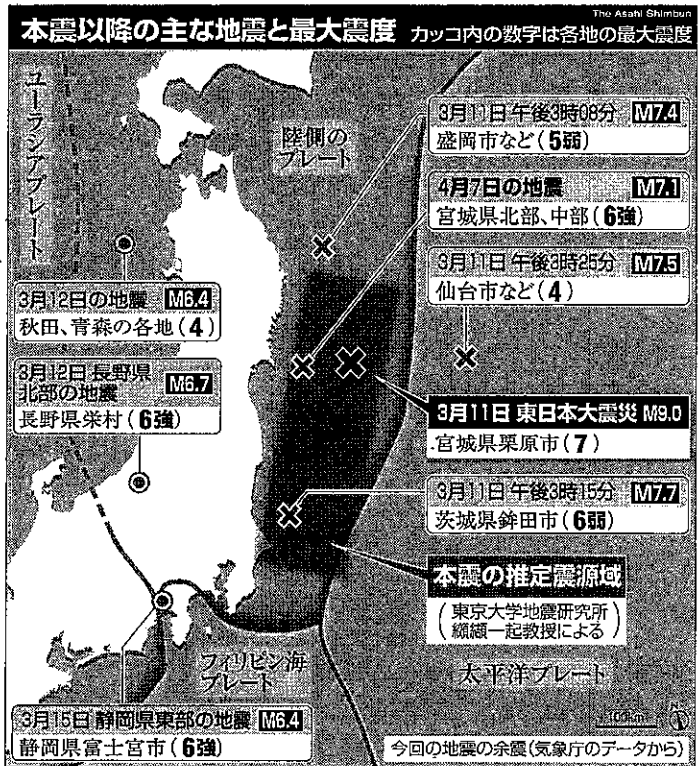 The Asahi Shimbun
本震以降の主な地震と最大震度 カッコ内の数字は各地の最大震度
ユーラシアプレート
陸側の
プレート
3月11日 午後3時08分 M7.4
盛岡市など(5弱)
4月7日の地震 M7.1
宮城県北部、中部(6強)
3月11日 午後3時25分 M7.5
仙台市など(4)
3月12日の地震 M6.4
秋田、青森の各地(4)
3月12日 長野県
北部の地震 M6.7
長野県栄村(6強)
3月11日 東日本大震災 M9.0
宮城県栗原市(7)
3月11日 午後3時15分 M7.7
茨城県鉾田市(6弱)
本震の推定震源域
(東京大学地震研究所
纐纈一起教授による)
フィリピン海
プレート
太平洋プレート
3月15日 静岡県東部の地震 M6.4
静岡県富士宮市(6強)
100km
N
今回の地震の余震(気象庁のデータから)